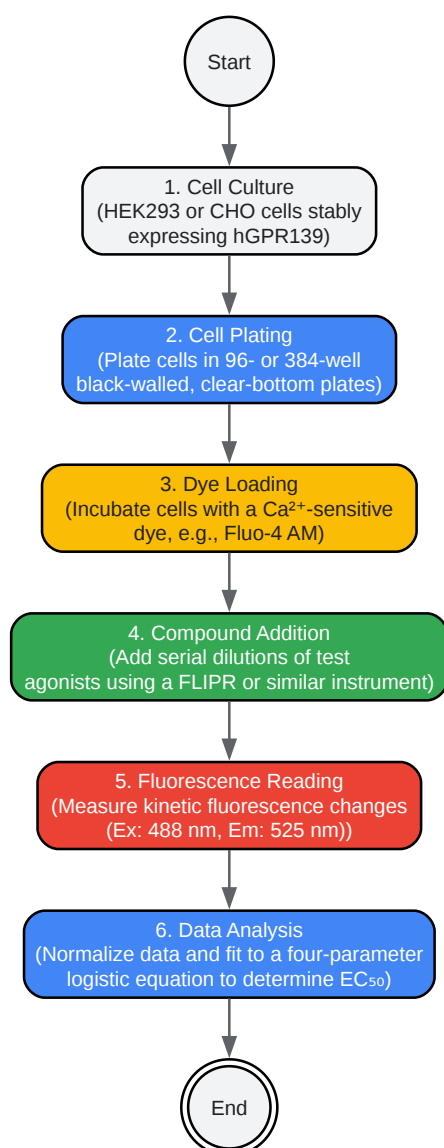 Start
1. Cell Culture
(HEK293 or CHO cells stably
expressing hGPR139)
2. Cell Plating
(Plate cells in 96- or 384-well
black-walled, clear-bottom plates)
3. Dye Loading
(Incubate cells with a Ca²⁺-sensitive
dye, e.g., Fluo-4 AM)
4. Compound Addition
(Add serial dilutions of test
agonists using a FLIPR or similar instrument)
5. Fluorescence Reading
(Measure kinetic fluorescence changes
(Ex: 488 nm, Em: 525 nm))
6. Data Analysis
(Normalize data and fit to a four-parameter
logistic equation to determine EC₅₀)
End